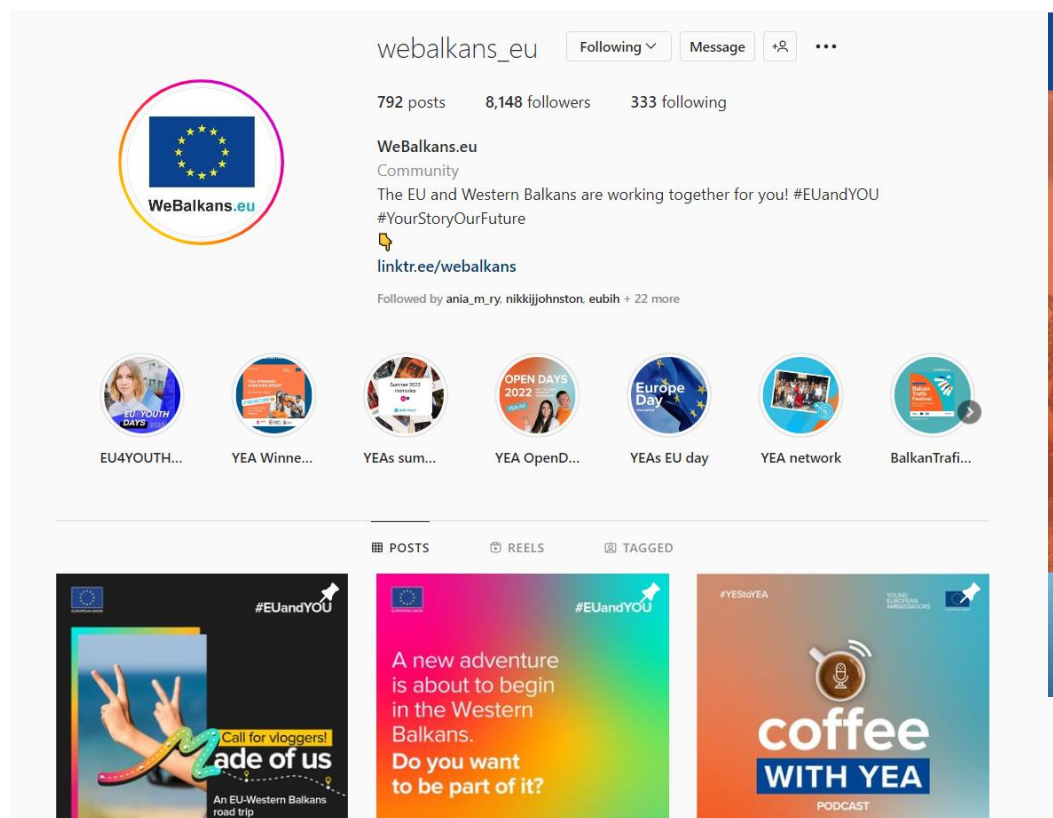 webalkans_eu Following Message
792 posts 8,148 followers 333 following
WeBalkans.eu
Community
The EU and Western Balkans are working together for you! #EUandYOU
#YourStoryOurFuture
linktr.ee/webalkans
Followed by ania_m_ry, nikkijjohnston, eubih + 22 more
WeBalkans.eu
EU YOUTH
DAYS
Summer 2022
memories
OPEN DAYS
2022
Europe
Day
Balkan
Trafik
Festival
EU4YOUTH... YEA Winne... YEAs sum... YEA OpenD... YEAs EU day YEA network BalkanTrafi...
POSTS REELS TAGGED
#EUandYOU
Call for vloggers!
Made of us
An EU-Western Balkans
road trip
#EUandYOU
A new adventure
is about to begin
in the Western
Balkans.
Do you want
to be part of it?
#YEStoYEA
YOUNG
EUROPEAN
AMBASSADORS
coffee
WITH YEA
PODCAST